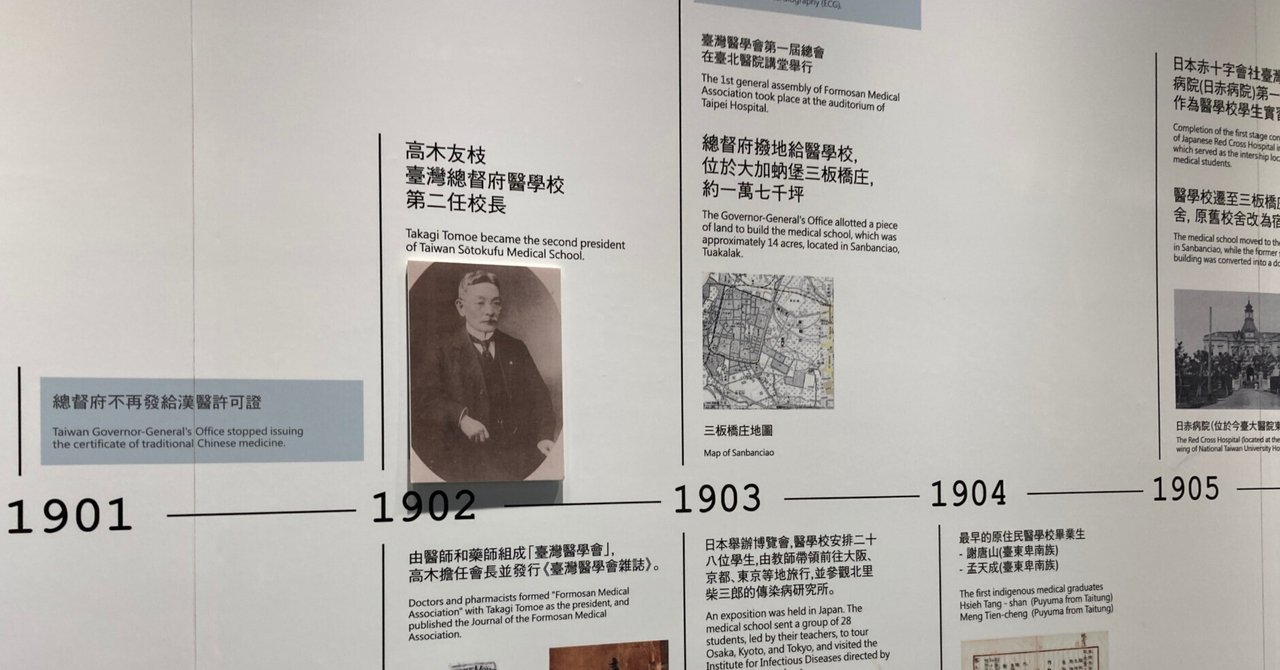 總督府不再發給漢醫許可證
Taiwan Governor-General's Office stopped issuing
the certificate of traditional Chinese medicine.
1901
高木友枝
臺灣總督府醫學校
第二任校長
Takagi Tomoe became the second president
of Taiwan Sōtokufu Medical School.
1902
由醫師和藥師組成「臺灣醫學會」,
高木擔任會長並發行《臺灣醫學會雜誌》。
Doctors and pharmacists formed "Formosan Medical
Association" with Takagi Tomoe as the president, and
published the Journal of the Formosan Medical
Association.
(ECG).
臺灣醫學會第一屆總會
在臺北醫院講堂舉行
The 1st general assembly of Formosan Medical
Association took place at the auditorium of
Taipei Hospital.
總督府撥地給醫學校,
位於大加蚋堡三板橋庄,
約一萬七千坪
The Governor-General's Office allotted a piece
of land to build the medical school, which was
approximately 14 acres, located in Sanbanciao,
Tuakalak.
三板橋庄地圖
Map of Sanbanciao
1903
日本舉辦博覽會,醫學校安排二十
八位學生,由教師帶領前往大阪、
京都、東京等地旅行,並參觀北里
柴三郎的傳染病研究所。
An exposition was held in Japan. The
medical school sent a group of 28
students, led by their teachers, to tour
Osaka, Kyoto, and Tokyo, and visited the
Institute for Infectious Diseases directed by
1904
最早的原住民醫學校畢業生
- 謝唐山(臺東卑南族)
- 孟天成(臺東卑南族)
The first indigenous medical graduates
Hsieh Tang - shan (Puyuma from Taitung)
Meng Tien-cheng (Puyuma from Taitung)
日本赤十字會社臺灣
病院(日赤病院)第一
作為醫學校學生實習
Completion of the first stage
of Japanese Red Cross Hospital
which served as the intership
medical students.
醫學校遷至三板橋庄
舍, 原舊校舍改為宿
The medical school moved to the
in Sanbanciao, while the former
building was converted into a
日赤病院(位於今臺大醫院東
The Red Cross Hospital (located at the
wing of National Taiwan University
1905